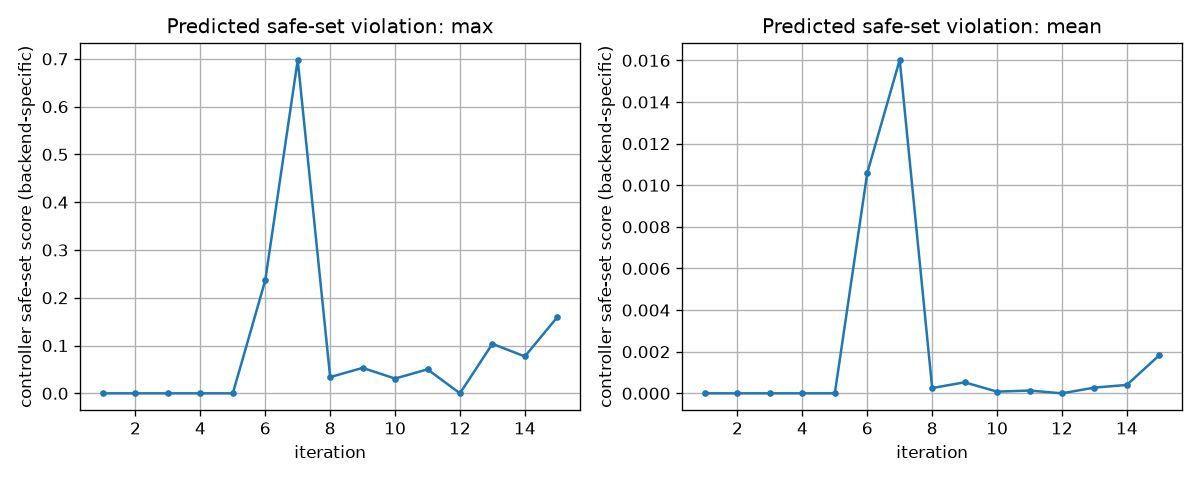 Predicted safe-set violation: max
controller safe-set score (backend-specific)
0.7
0.6
0.5
0.4
0.3
0.2
0.1
0.0
2 4 6 8 10 12 14
iteration
Predicted safe-set violation: mean
controller safe-set score (backend-specific)
0.016
0.014
0.012
0.010
0.008
0.006
0.004
0.002
0.000
2 4 6 8 10 12 14
iteration